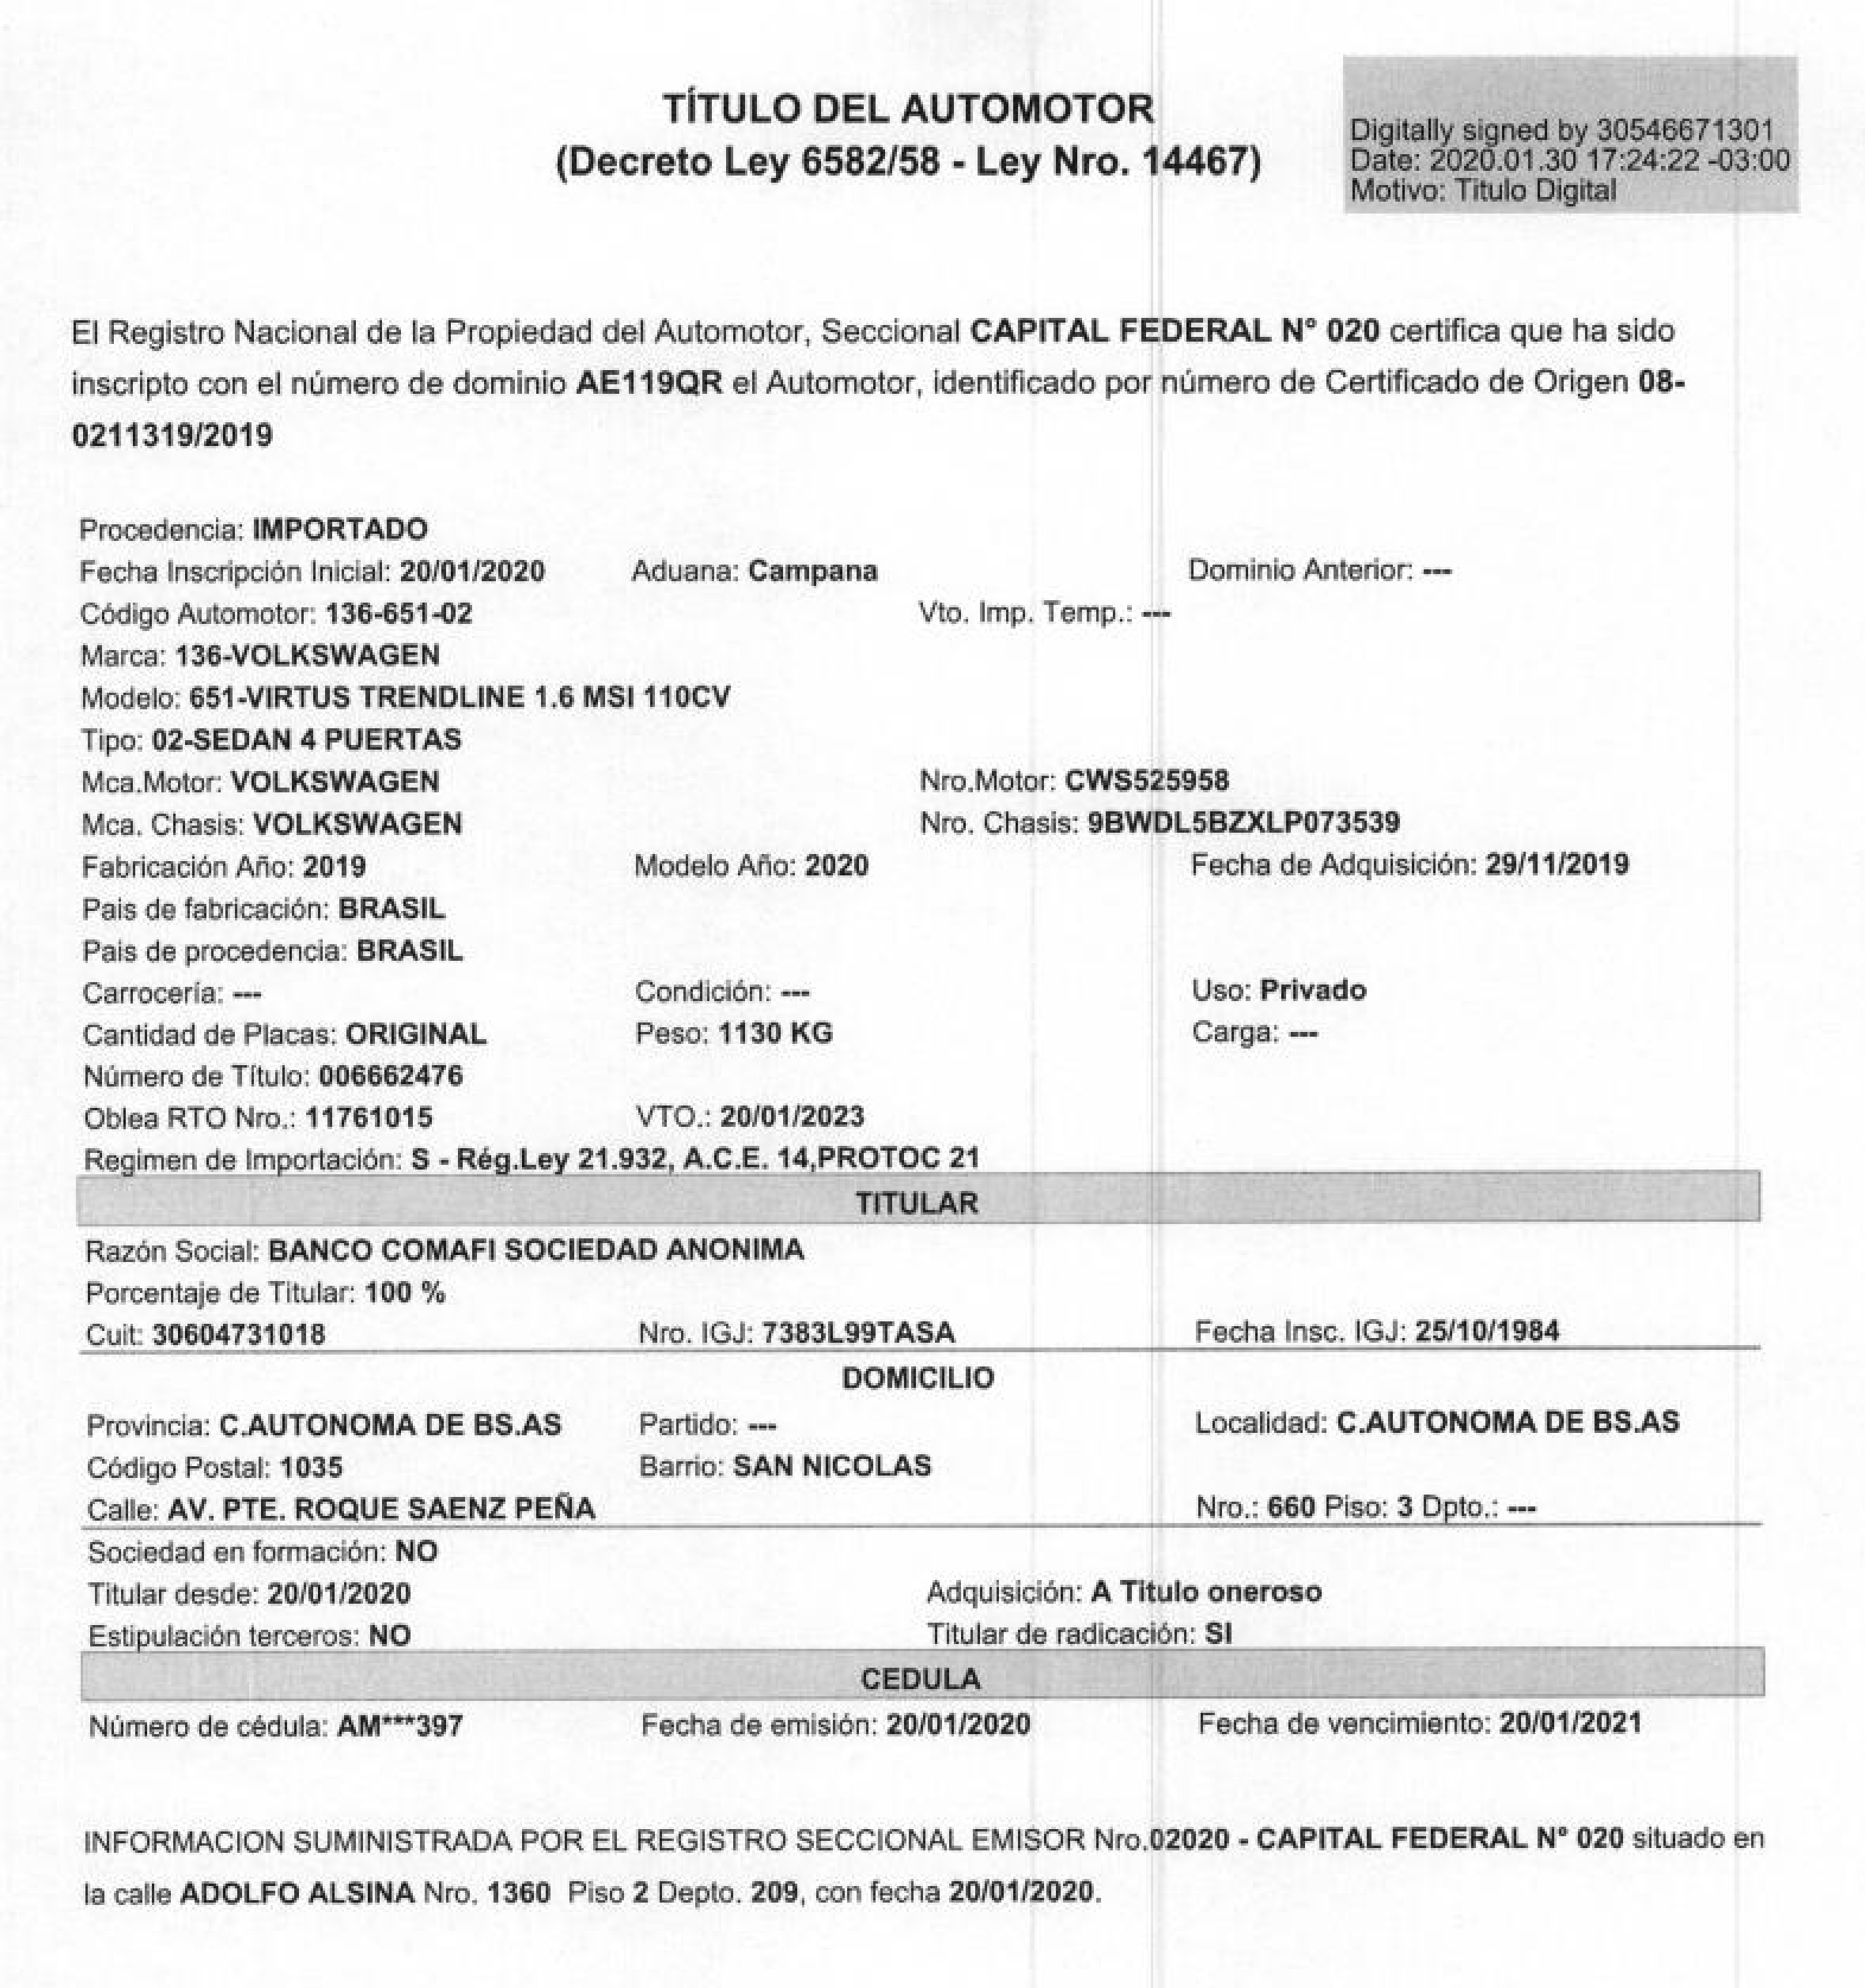 TÍTULO DEL AUTOMOTOR
(Decreto Ley 6582/58 - Ley Nro. 14467)
Digitally signed by 30546671301
Date: 2020.01.30 17:24:22 -03:00
Motivo: Titulo Digital
El Registro Nacional de la Propiedad del Automotor, Seccional CAPITAL FEDERAL Nº 020 certifica que ha sido
inscripto con el número de dominio AE119QR el Automotor, identificado por número de Certificado de Origen 08-
0211319/2019
Procedencia: IMPORTADO
Fecha Inscripción Inicial: 20/01/2020 Aduana: Campana Dominio Anterior: ---
Código Automotor: 136-651-02 Vto. Imp. Temp.: ---
Marca: 136-VOLKSWAGEN
Modelo: 651-VIRTUS TRENDLINE 1.6 MSI 110CV
Tipo: 02-SEDAN 4 PUERTAS
Mca.Motor: VOLKSWAGEN Nro.Motor: CWS525958
Mca. Chasis: VOLKSWAGEN Nro. Chasis: 9BWDL5BZXLP073539
Fabricación Año: 2019 Modelo Año: 2020 Fecha de Adquisición: 29/11/2019
Pais de fabricación: BRASIL
Pais de procedencia: BRASIL
Carrocería: --- Condición: --- Uso: Privado
Cantidad de Placas: ORIGINAL Peso: 1130 KG Carga: ---
Número de Título: 006662476
Oblea RTO Nro.: 11761015 VTO.: 20/01/2023
Regimen de Importación: S - Rég.Ley 21.932, A.C.E. 14,PROTOC 21
TITULAR
Razón Social: BANCO COMAFI SOCIEDAD ANONIMA
Porcentaje de Titular: 100 %
Cuit: 30604731018 Nro. IGJ: 7383L99TASA Fecha Insc. IGJ: 25/10/1984
DOMICILIO
Provincia: C.AUTONOMA DE BS.AS Partido: --- Localidad: C.AUTONOMA DE BS.AS
Código Postal: 1035 Barrio: SAN NICOLAS
Calle: AV. PTE. ROQUE SAENZ PEÑA Nro.: 660 Piso: 3 Dpto.: ---
Sociedad en formación: NO
Titular desde: 20/01/2020 Adquisición: A Titulo oneroso
Estipulación terceros: NO Titular de radicación: SI
CEDULA
Número de cédula: AM***397 Fecha de emisión: 20/01/2020 Fecha de vencimiento: 20/01/2021
INFORMACION SUMINISTRADA POR EL REGISTRO SECCIONAL EMISOR Nro.02020 - CAPITAL FEDERAL Nº 020 situado en
la calle ADOLFO ALSINA Nro. 1360 Piso 2 Depto. 209, con fecha 20/01/2020.